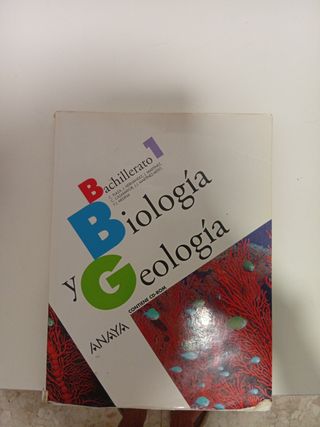 Bachillerato 1
Biología
y Geología
CONTIENE CD-ROM
ANAYA